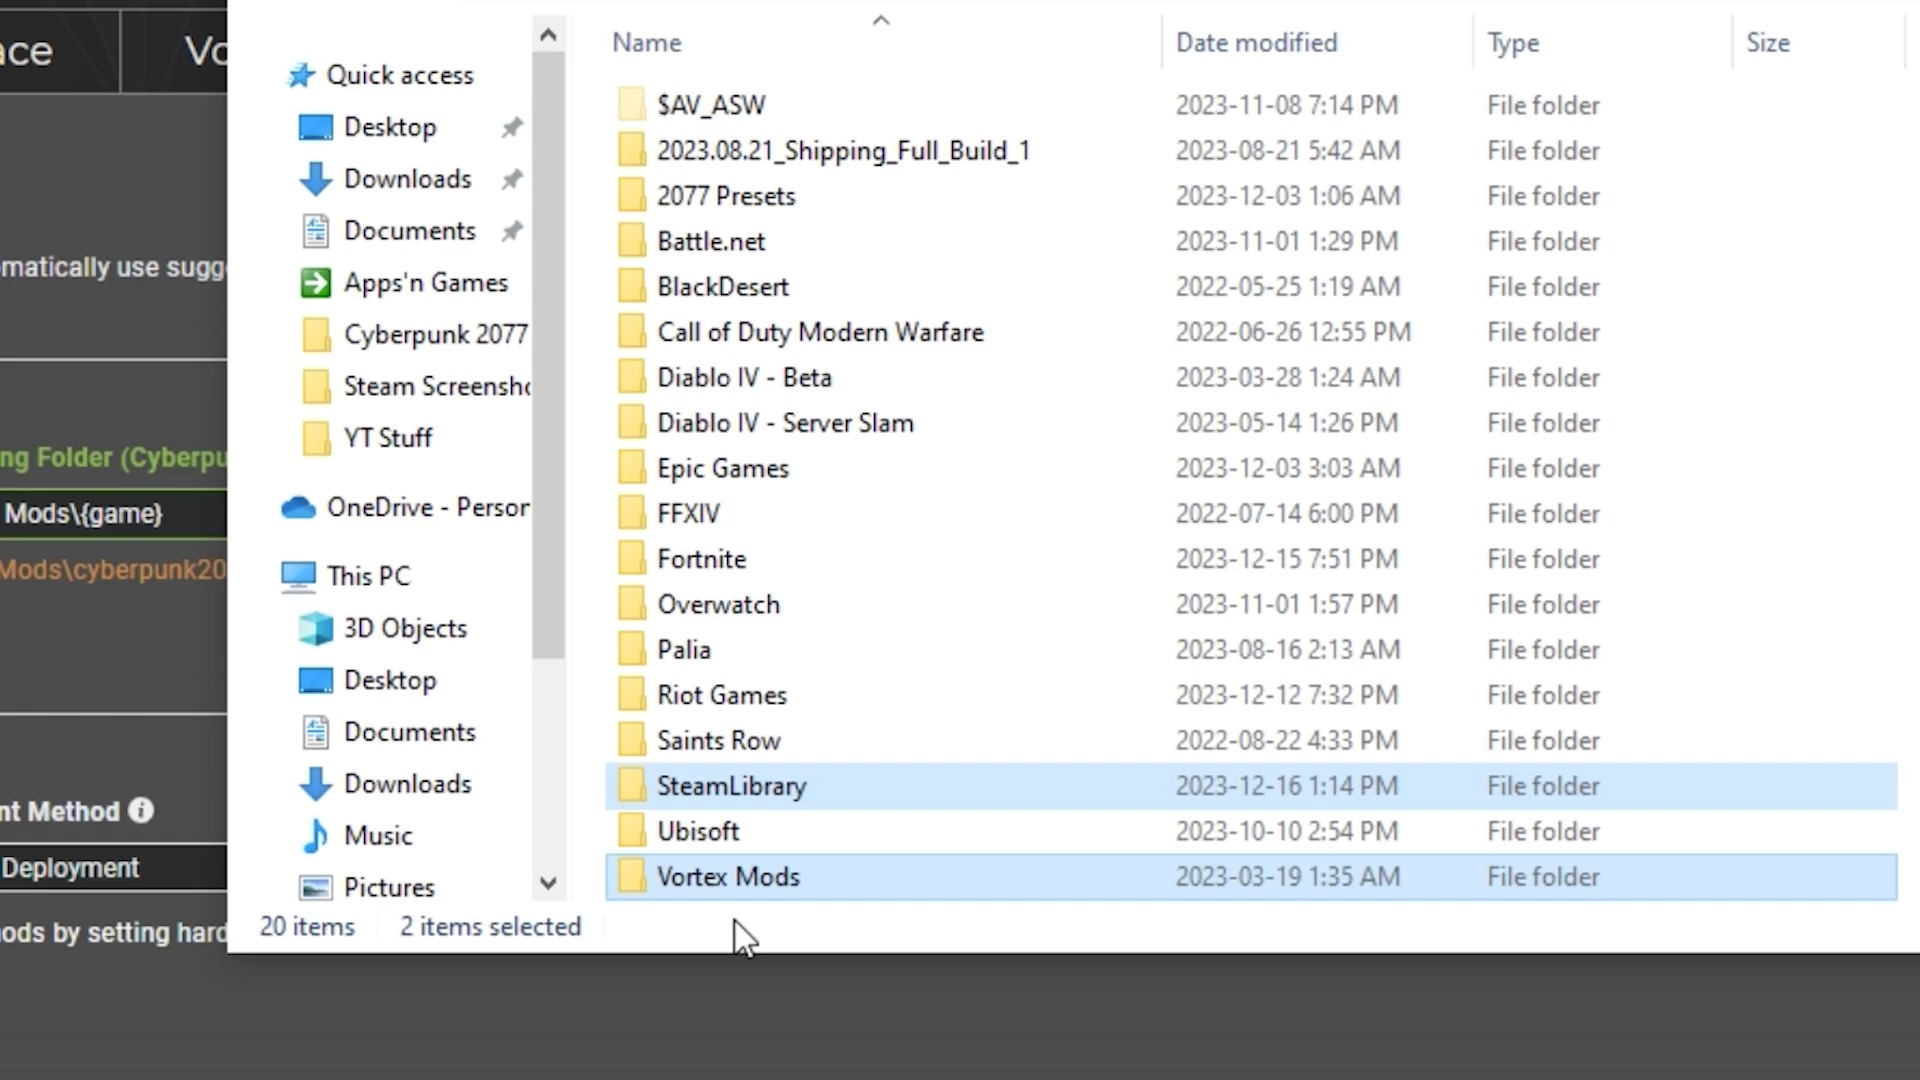 ace
Vo
omatically use sugge
ng Folder (Cyberpu
Mods\{game}
Mods\cyberpunk20
nt Method
Deployment
ods by setting hard
Quick access
Desktop
Downloads
Documents
Apps'n Games
Cyberpunk 2077
Steam Screensho
YT Stuff
OneDrive - Person
This PC
3D Objects
Desktop
Documents
Downloads
Music
Pictures
Name Date modified Type Size
$AV_ASW 2023-11-08 7:14 PM File folder
2023.08.21_Shipping_Full_Build_1 2023-08-21 5:42 AM File folder
2077 Presets 2023-12-03 1:06 AM File folder
Battle.net 2023-11-01 1:29 PM File folder
BlackDesert 2022-05-25 1:19 AM File folder
Call of Duty Modern Warfare 2022-06-26 12:55 PM File folder
Diablo IV - Beta 2023-03-28 1:24 AM File folder
Diablo IV - Server Slam 2023-05-14 1:26 PM File folder
Epic Games 2023-12-03 3:03 AM File folder
FFXIV 2022-07-14 6:00 PM File folder
Fortnite 2023-12-15 7:51 PM File folder
Overwatch 2023-11-01 1:57 PM File folder
Palia 2023-08-16 2:13 AM File folder
Riot Games 2023-12-12 7:32 PM File folder
Saints Row 2022-08-22 4:33 PM File folder
SteamLibrary 2023-12-16 1:14 PM File folder
Ubisoft 2023-10-10 2:54 PM File folder
Vortex Mods 2023-03-19 1:35 AM File folder
20 items 2 items selected